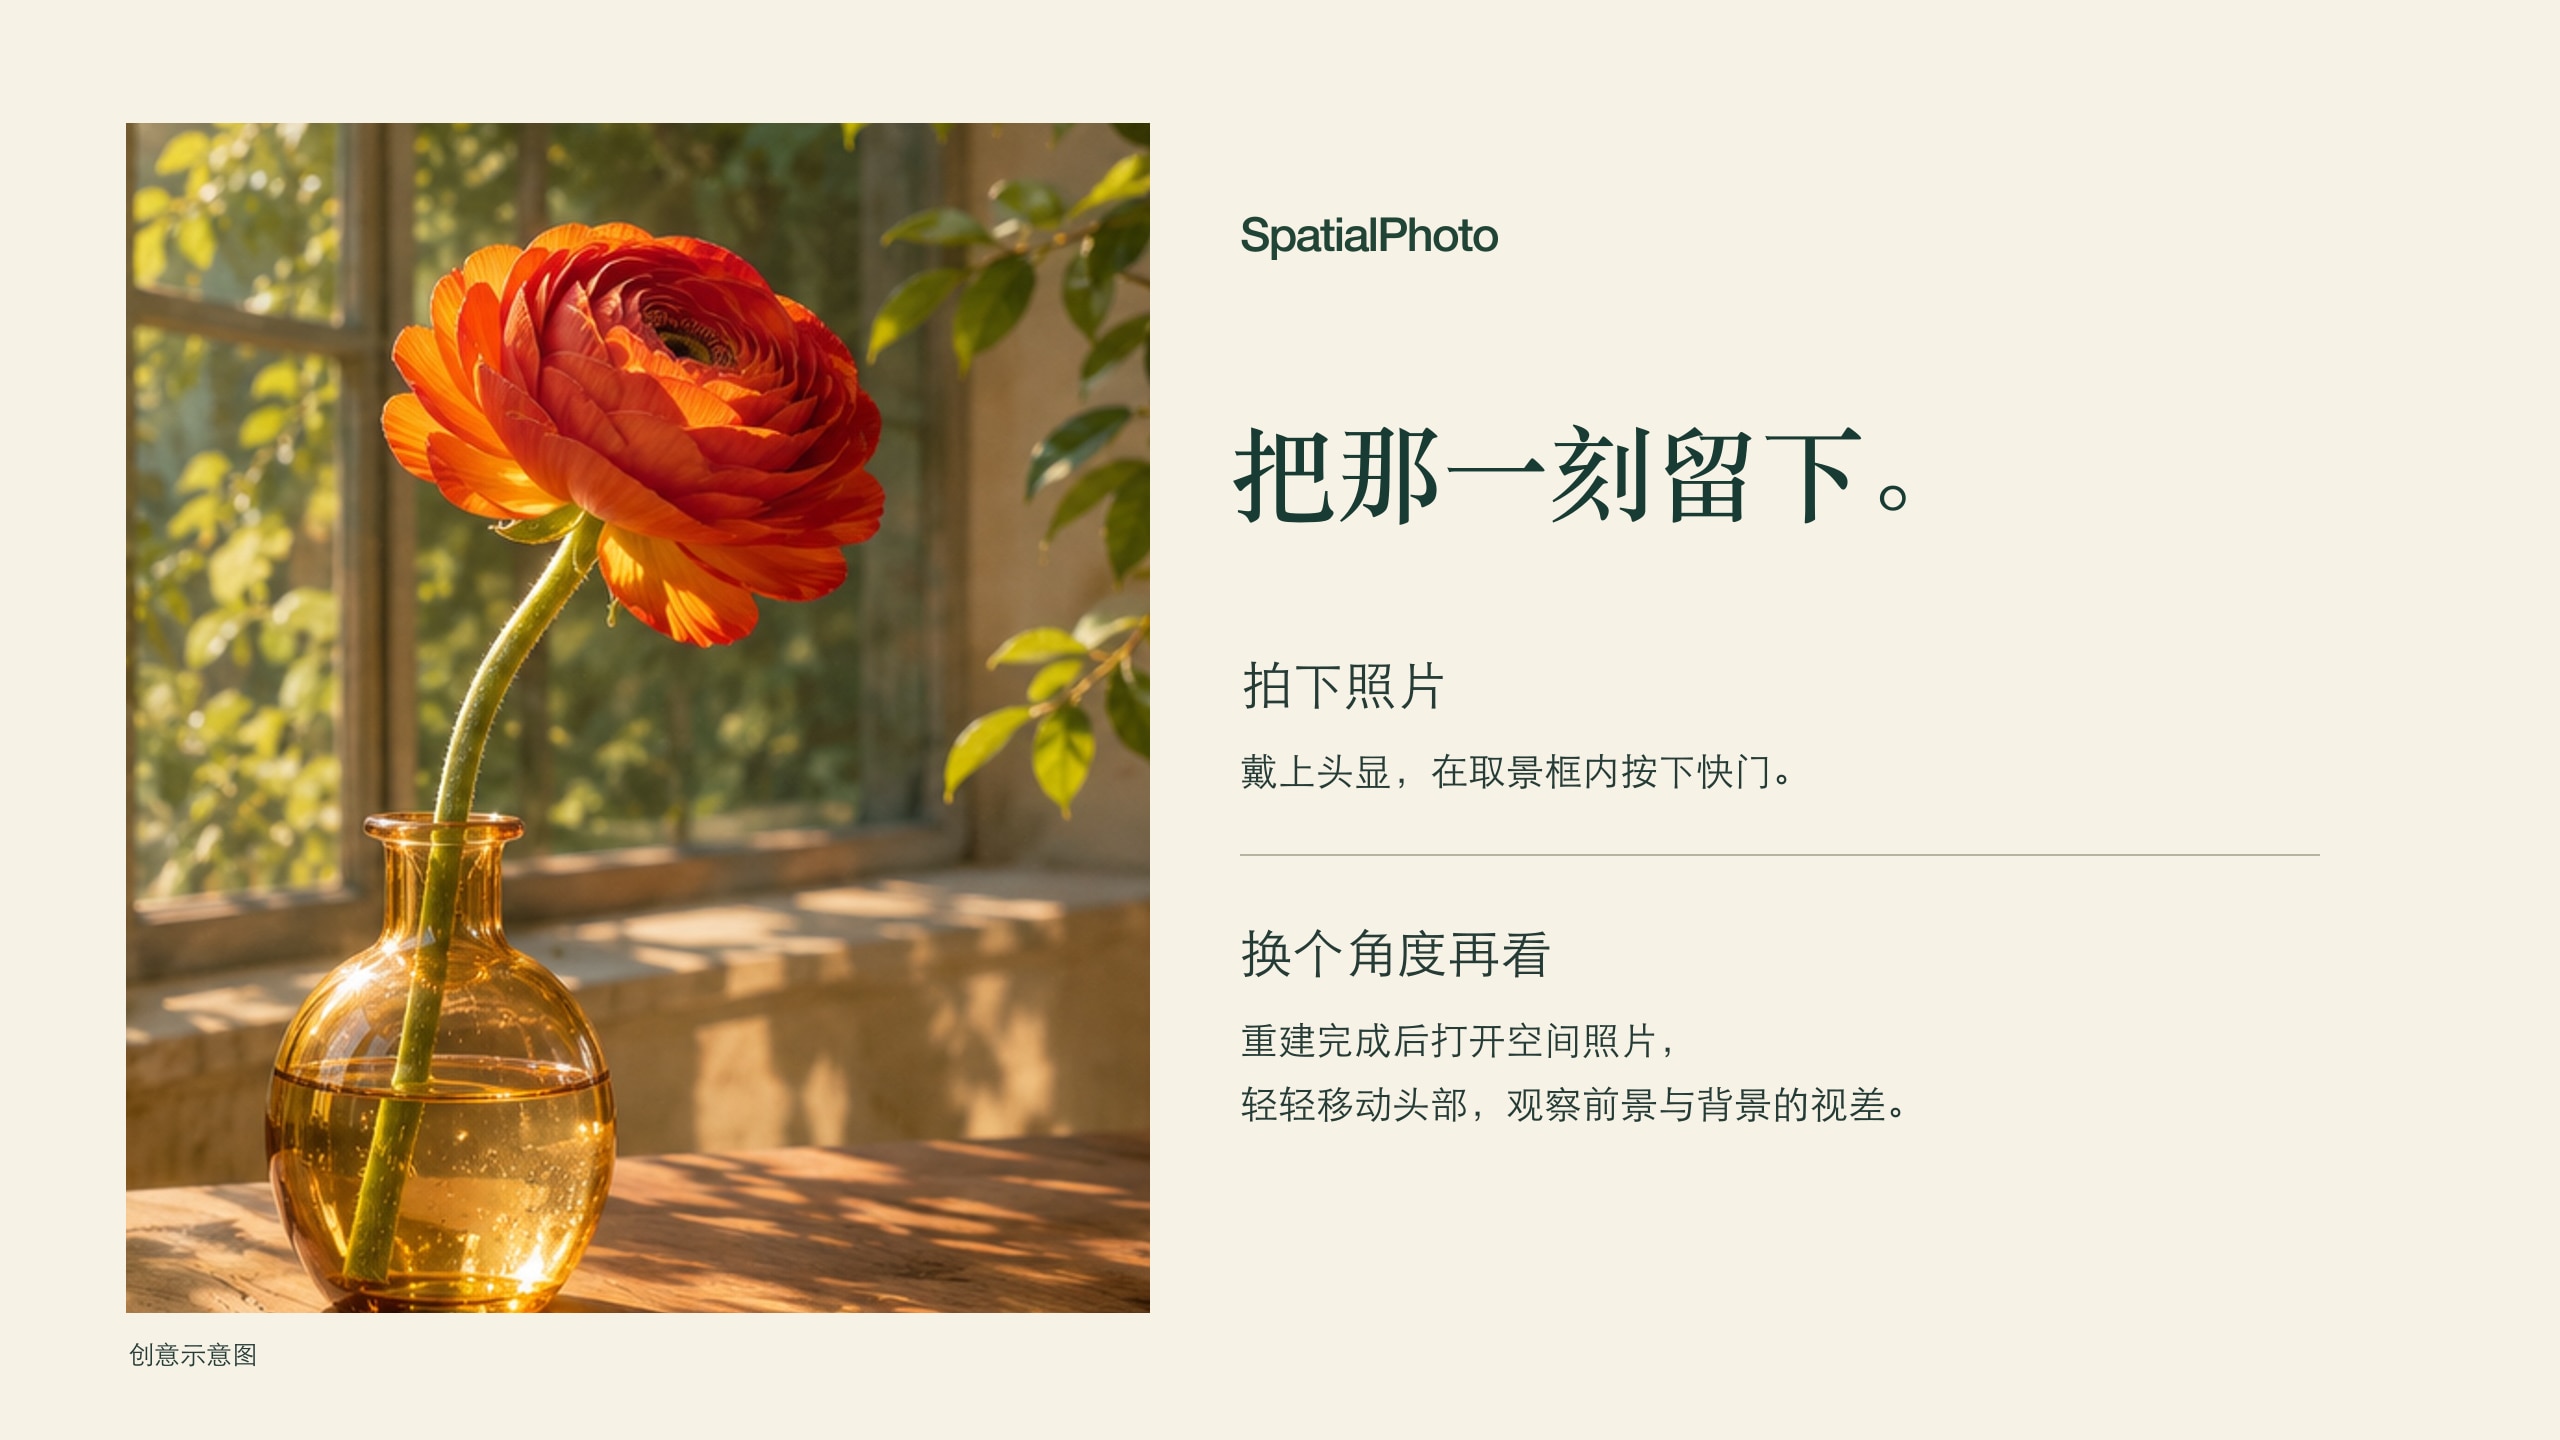 SpatialPhoto
把那一刻留下。
拍下照片
戴上头显，在取景框内按下快门。
换个角度再看
重建完成后打开空间照片，
轻轻移动头部，观察前景与背景的视差。
创意示意图